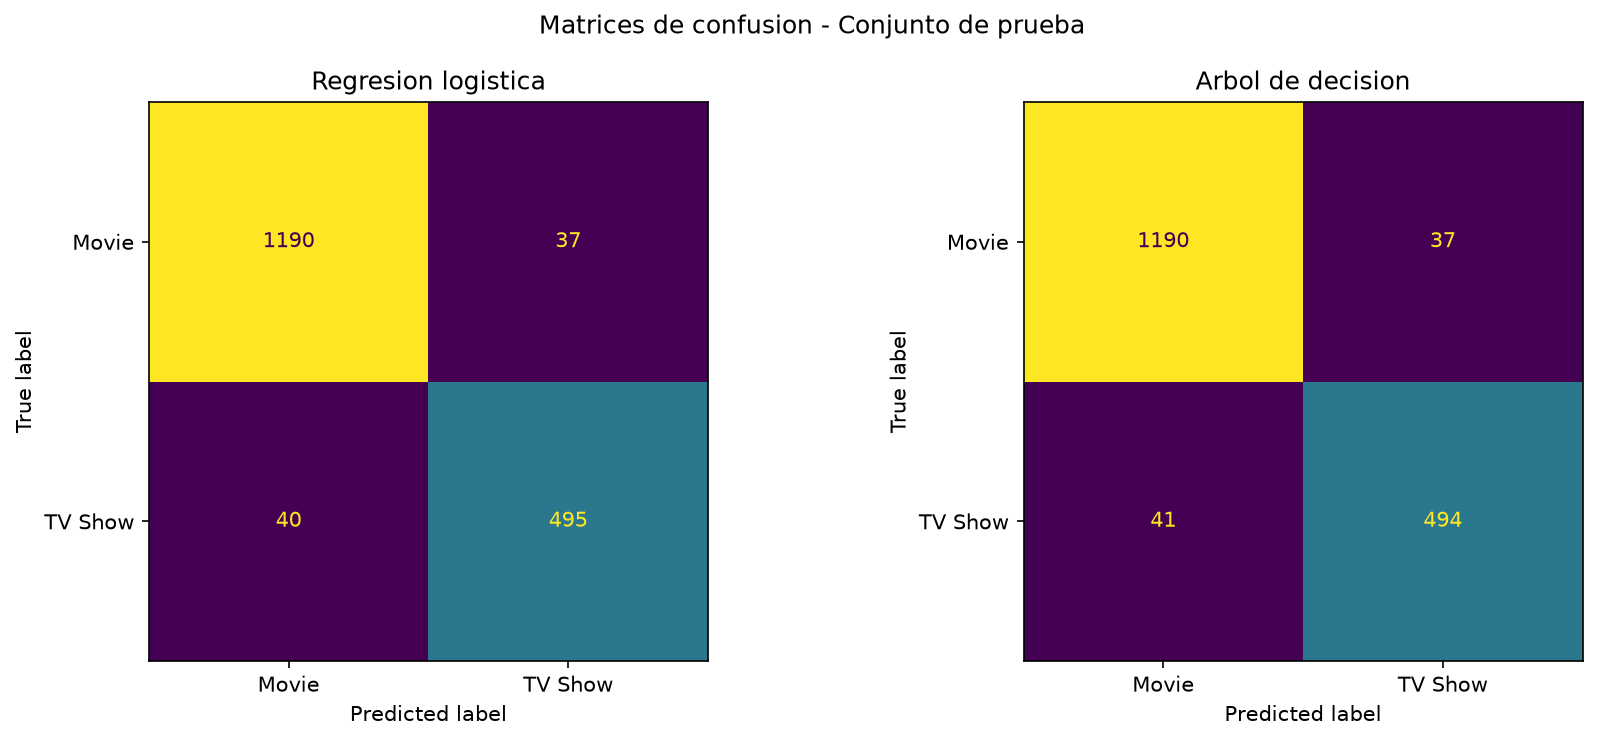 Matrices de confusion - Conjunto de prueba
Regresion logistica
True label
Movie
1190
37
TV Show
40
495
Movie
TV Show
Predicted label
Arbol de decision
True label
Movie
1190
37
TV Show
41
494
Movie
TV Show
Predicted label